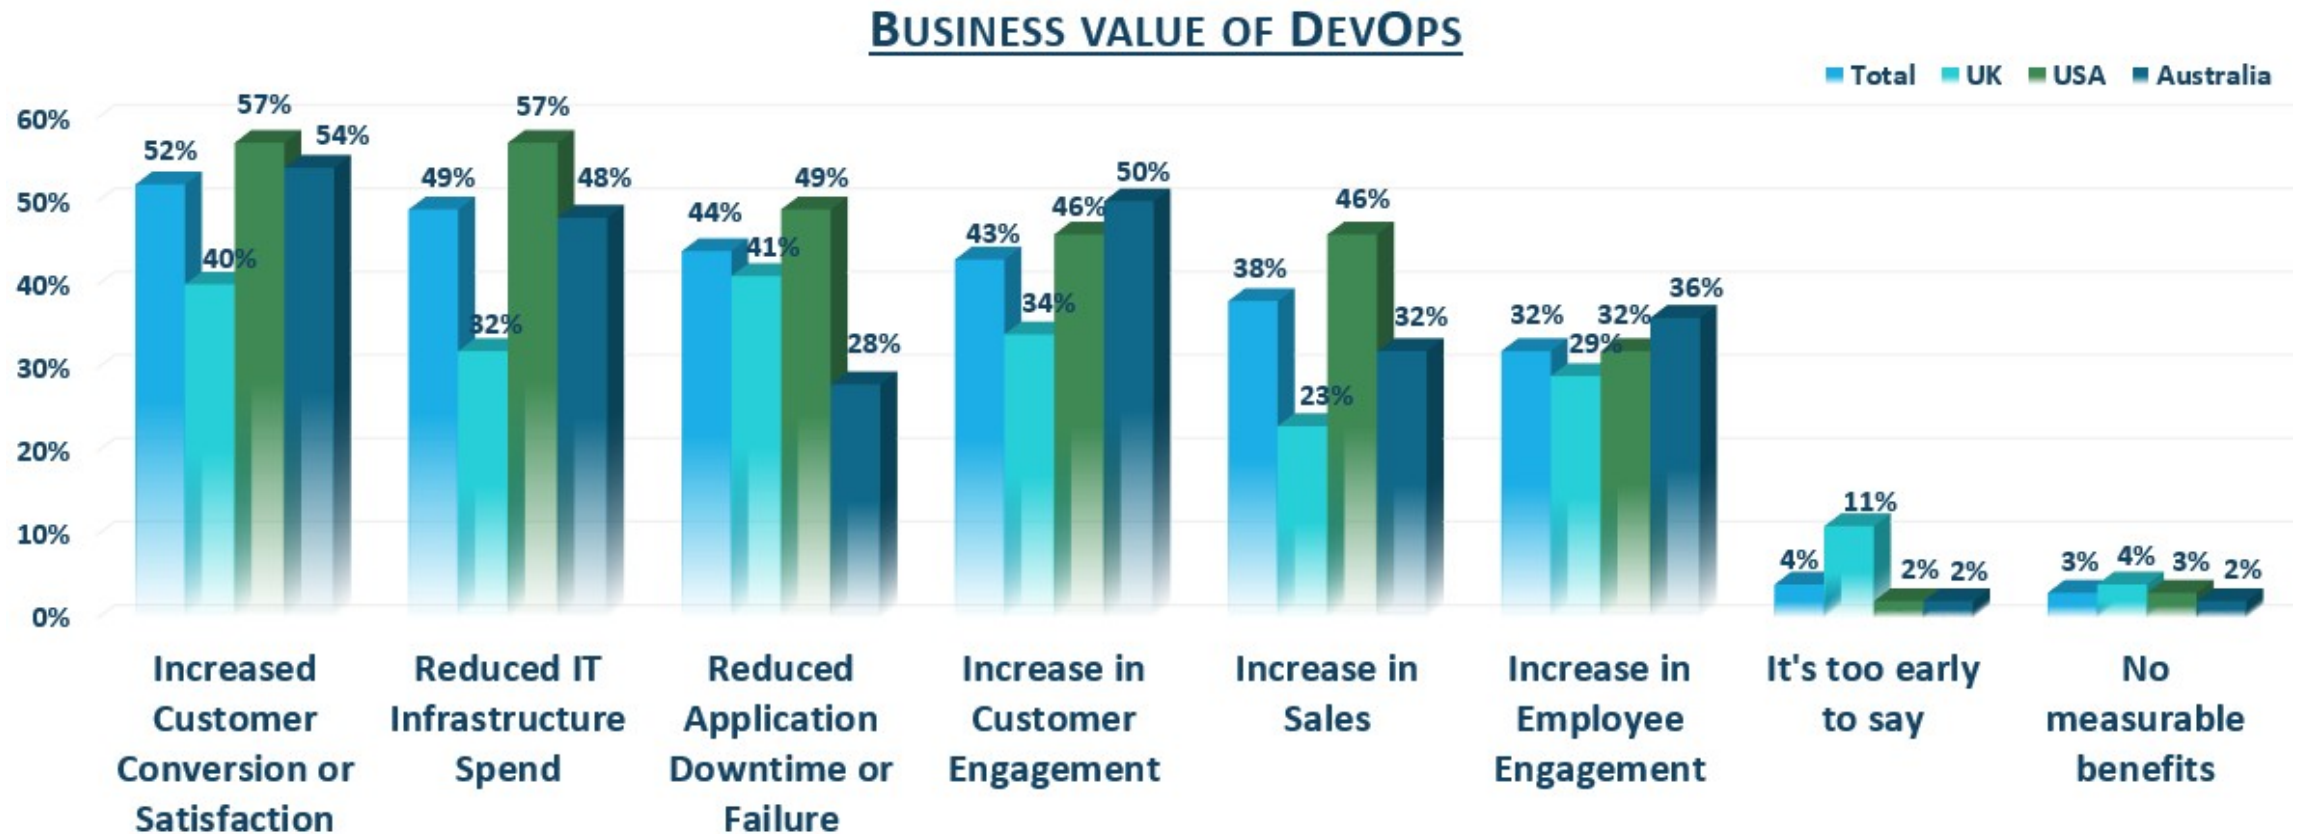 BUSINESS VALUE OF DEVOPS
Total UK USA Australia
60%
50%
40%
30%
20%
10%
0%
52% 40% 57% 54%
49% 32% 57% 48%
44% 41% 49% 28%
43% 34% 46% 50%
38% 23% 46% 32%
32% 29% 32% 36%
4% 11% 2% 2%
3% 4% 3% 2%
Increased
Customer
Conversion or
Satisfaction
Reduced IT
Infrastructure
Spend
Reduced
Application
Downtime or
Failure
Increase in
Customer
Engagement
Increase in
Sales
Increase in
Employee
Engagement
It's too early
to say
No
measurable
benefits